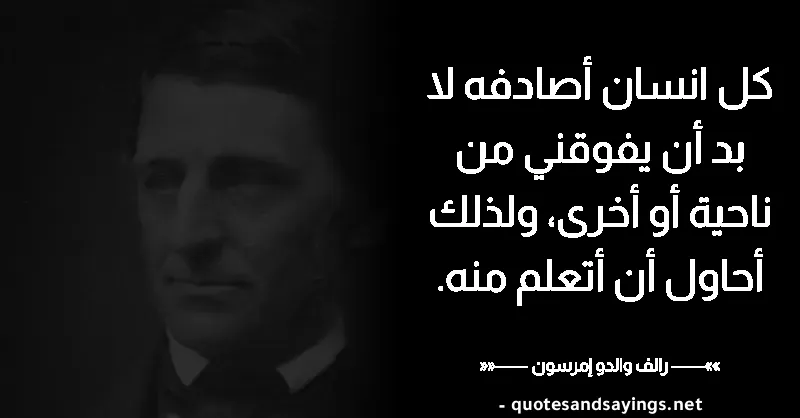 كل انسان أصادفه لا
بد أن يفوقني من
ناحية أو أخرى، ولذلك
أحاول أن أتعلم منه.
»»—— رالف والدو إمرسون ——««
- quotesandsayings.net